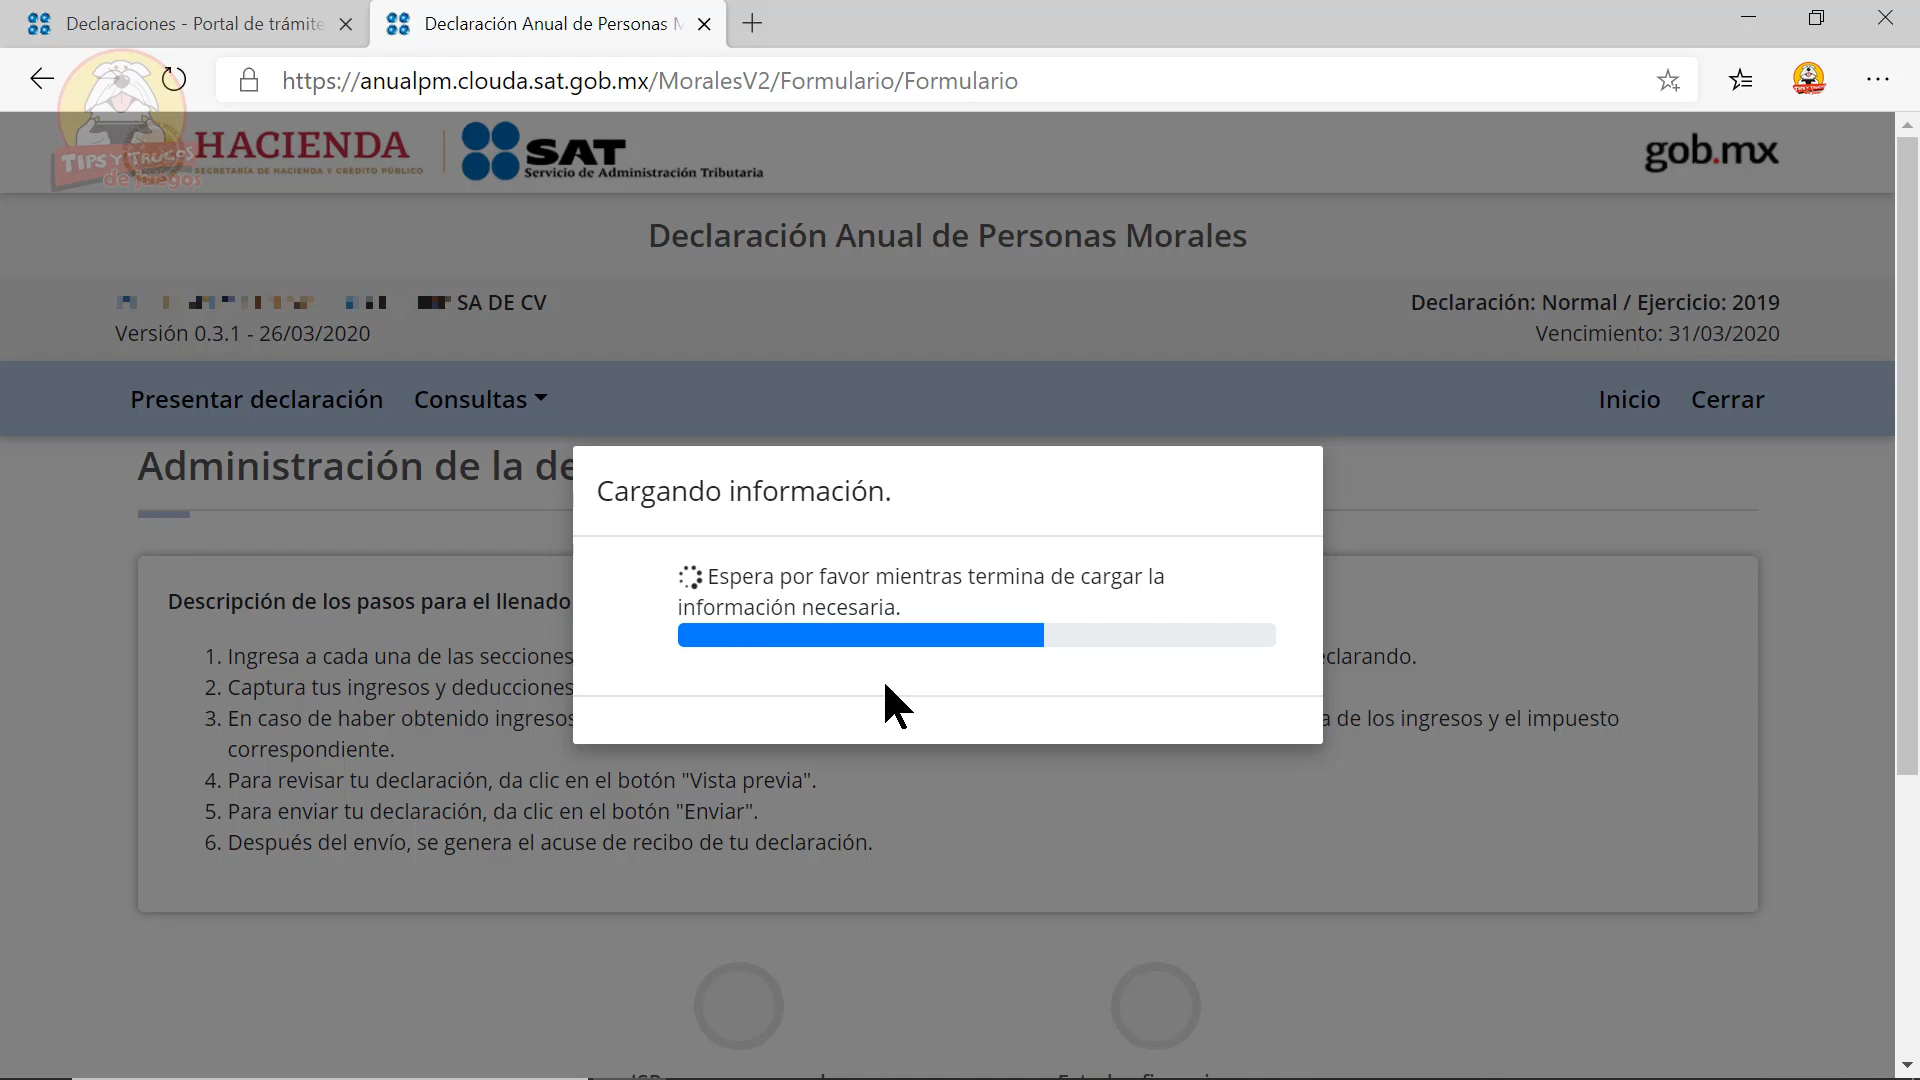 Declaraciones - Portal de trámite
Declaración Anual de Personas M
https://anualpm.clouda.sat.gob.mx/MoralesV2/Formulario/Formulario
TIPS Y TRUCOS
de juegos
HACIENDA
SECRETARÍA DE HACIENDA Y CRÉDITO PÚBLICO
SAT
Servicio de Administración Tributaria
gob.mx
Declaración Anual de Personas Morales
SA DE CV
Declaración: Normal / Ejercicio: 2019
Versión 0.3.1 - 26/03/2020
Vencimiento: 31/03/2020
Presentar declaración
Consultas
Inicio
Cerrar
Administración de la de
Cargando información.
Espera por favor mientras termina de cargar la
información necesaria.
Descripción de los pasos para el llenado
1. Ingresa a cada una de las secciones
clarando.
2. Captura tus ingresos y deducciones
3. En caso de haber obtenido ingresos
a de los ingresos y el impuesto
correspondiente.
4. Para revisar tu declaración, da clic en el botón "Vista previa".
5. Para enviar tu declaración, da clic en el botón "Enviar".
6. Después del envío, se genera el acuse de recibo de tu declaración.